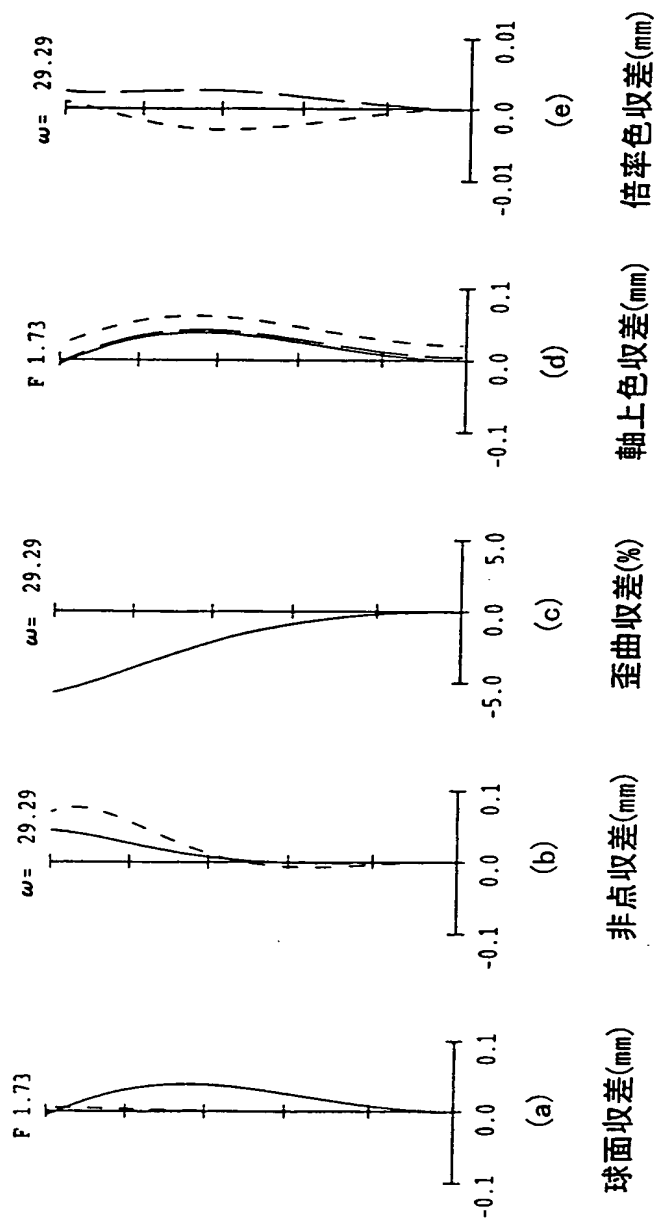 F 1.73
-0.1 0.0 0.1
(a)
球面収差(mm)
ω= 29.29
-0.1 0.0 0.1
(b)
非点収差(mm)
ω= 29.29
-5.0 0.0 5.0
(c)
歪曲収差(%)
F 1.73
-0.1 0.0 0.1
(d)
軸上色収差(mm)
ω= 29.29
-0.01 0.0 0.01
(e)
倍率色収差(mm)